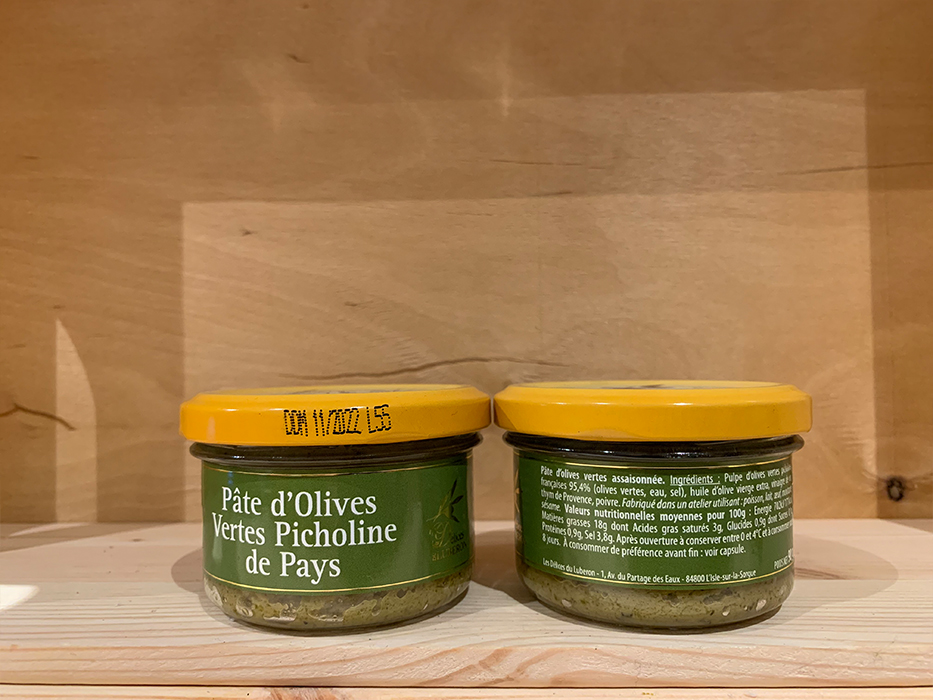 DDM 11/2022 L55
Pâte d'Olives
Vertes Picholine
de Pays
Pâte d'olives vertes assaisonnée. Ingrédients : Pulpe d'olives vertes
françaises 95,4% (olives vertes, eau, sel), huile d'olive vierge extra, vinaigre de
thym de Provence, poivre. Fabriqué dans un atelier utilisant : poisson, lait, œuf,
sésame. Valeurs nutritionnelles moyennes pour 100g : Energie
Matières grasses 18g dont Acides gras saturés 3g, Glucides 0,9g dont
Protéines 0,9g, Sel 3,8g. Après ouverture à conserver entre 0 et 4°C et à
8 jours. À consommer de préférence avant fin : voir capsule.
Les Délices du Luberon - 1, Av. du Partage des Eaux - 84800 L'Isle-sur-la-Sorgue